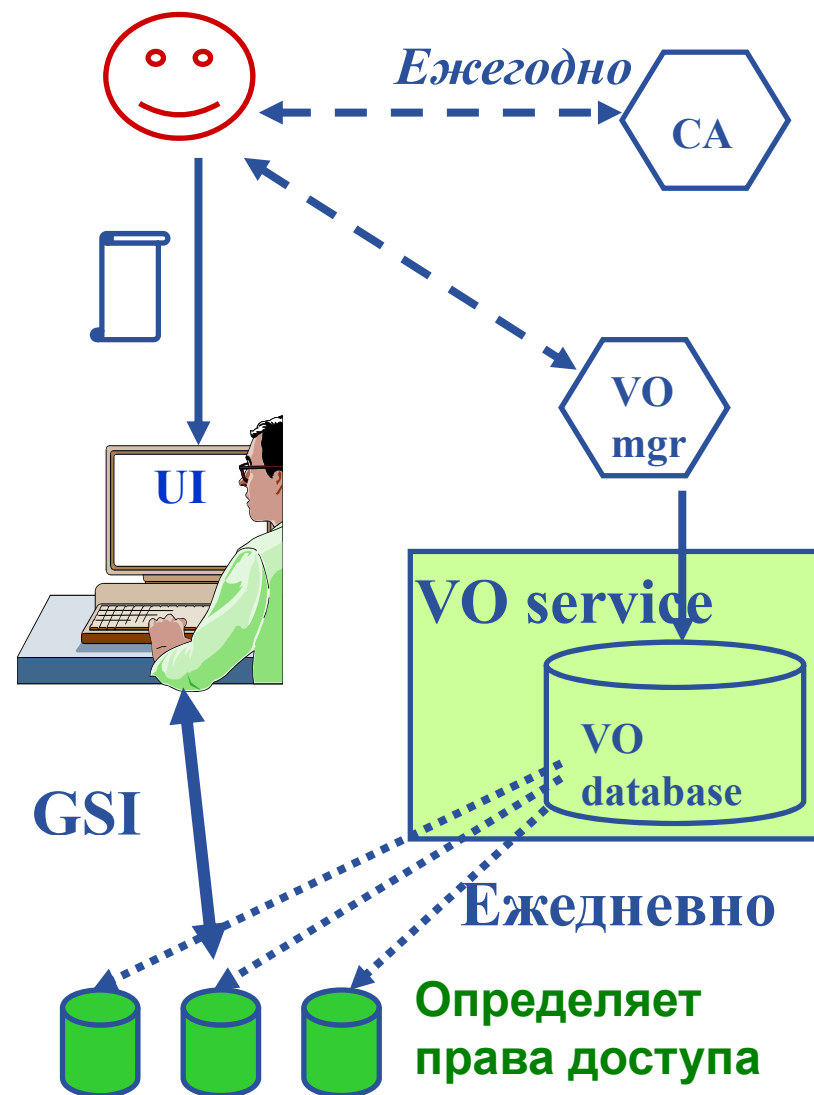 Ежегодно
CA
VO
mgr
UI
VO service
VO
database
GSI
Ежедневно
Определяет
права доступа